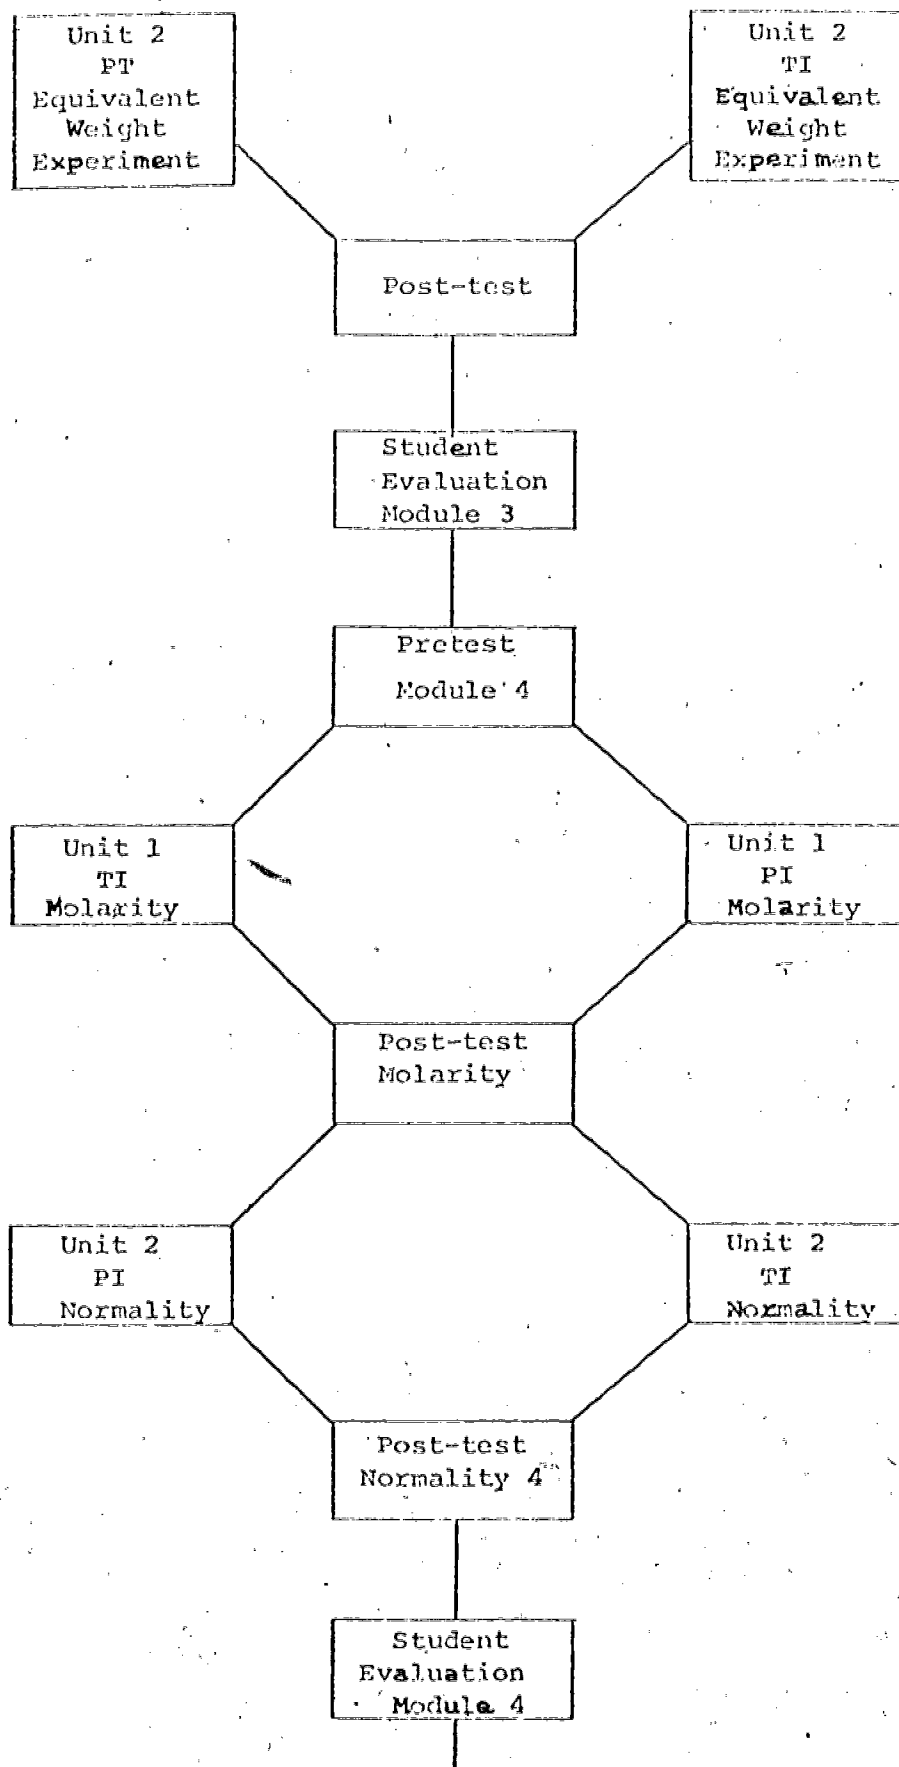 Unit 2
PT
Equivalent
Weight
Experiment
Unit 2
TI
Equivalent
Weight
Experiment
Post-test
Student
Evaluation
Module 3
Pretest
Module 4
Unit 1
TI
Molarity
Unit 1
PI
Molarity
Post-test
Molarity
Unit 2
PI
Normality
Unit 2
TI
Normality
Post-test
Normality 4
Student
Evaluation
Module 4